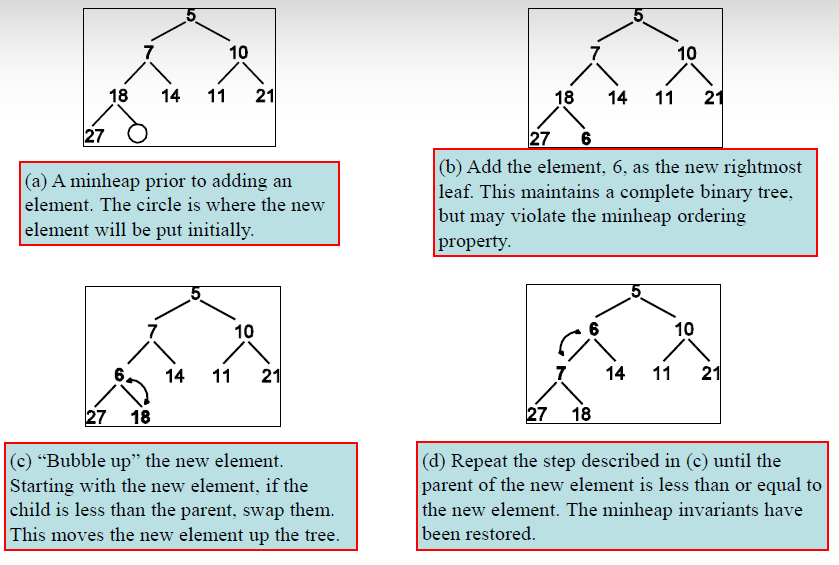 5
7 10
18 14 11 21
27
(a) A minheap prior to adding an
element. The circle is where the new
element will be put initially.
5
7 10
18 14 11 21
27 6
(b) Add the element, 6, as the new rightmost
leaf. This maintains a complete binary tree,
but may violate the minheap ordering
property.
5
7 10
6 14 11 21
27 18
(c) “Bubble up” the new element.
Starting with the new element, if the
child is less than the parent, swap them.
This moves the new element up the tree.
5
6 10
7 14 11 21
27 18
(d) Repeat the step described in (c) until the
parent of the new element is less than or equal to
the new element. The minheap invariants have
been restored.